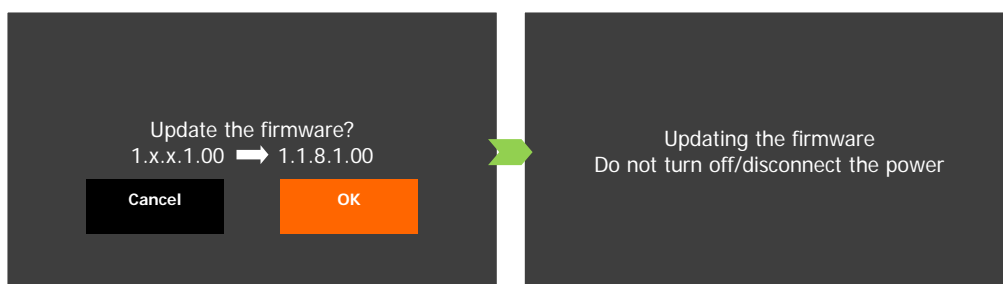 Update the firmware?
1.x.x.1.00 ➡ 1.1.8.1.00
Cancel OK
Updating the firmware
Do not turn off/disconnect the power